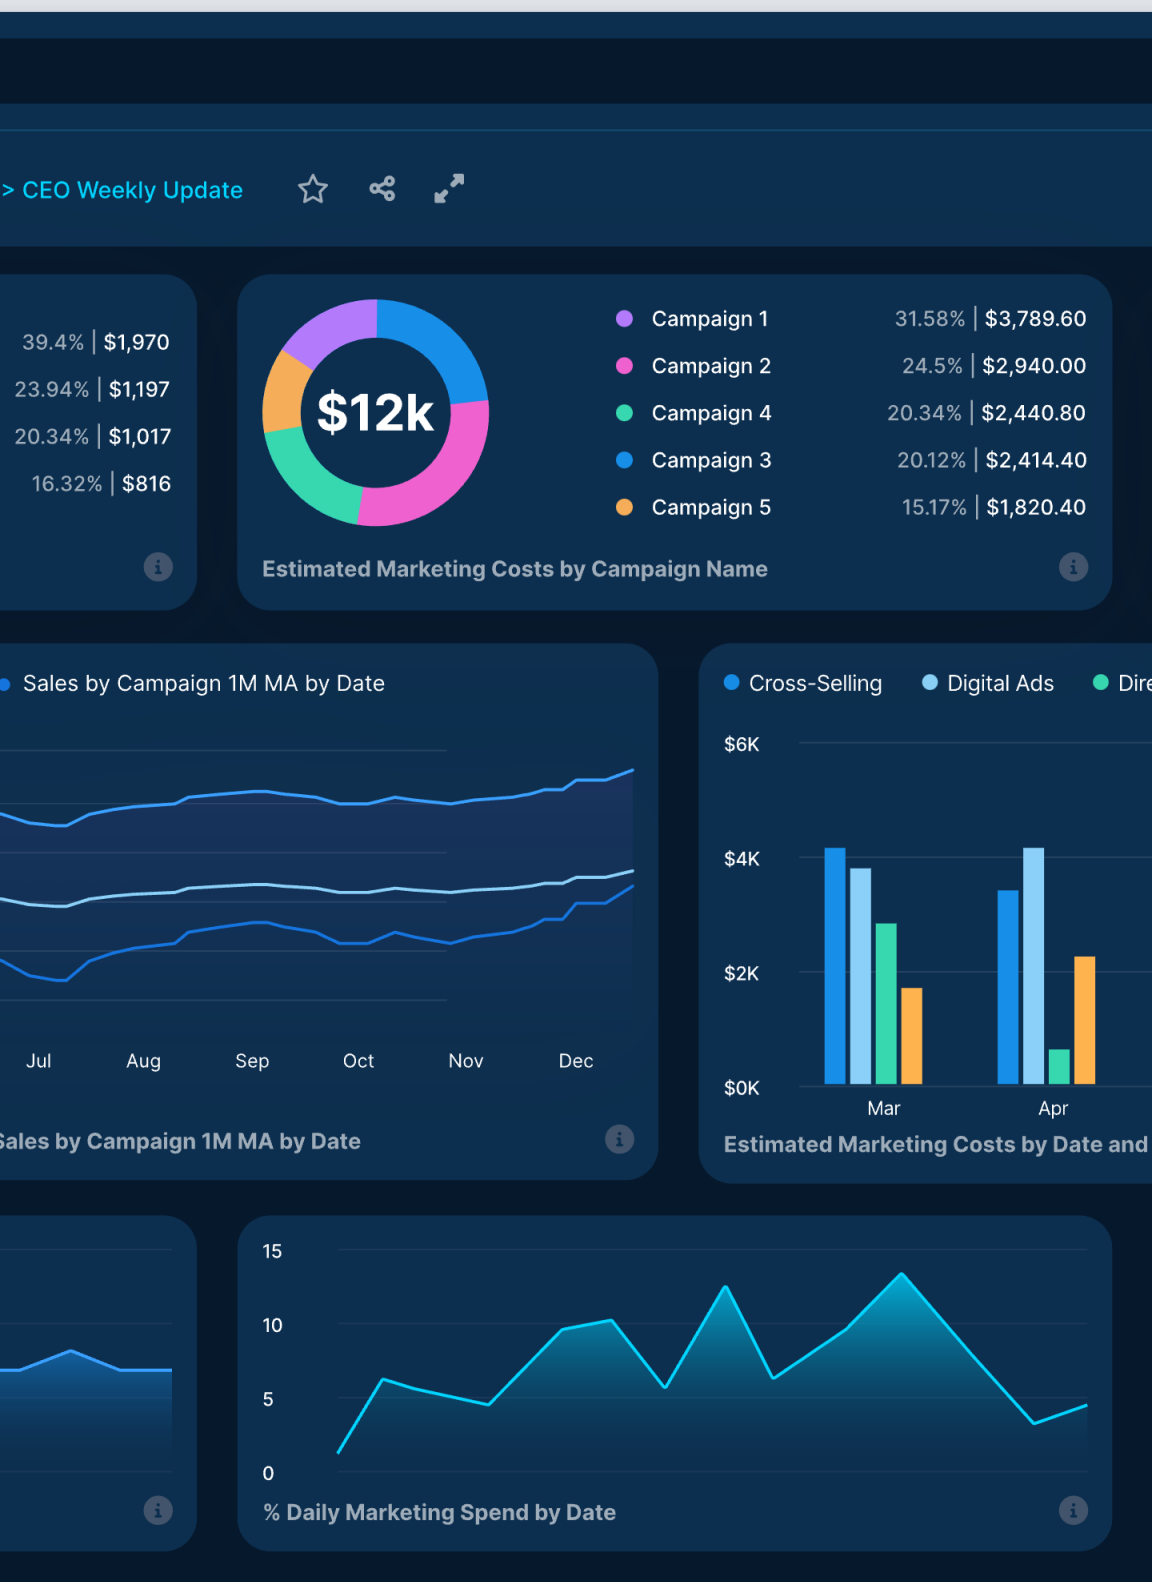 > CEO Weekly Update
39.4% | $1,970
23.94% | $1,197
20.34% | $1,017
16.32% | $816
$12k
Campaign 1 31.58% | $3,789.60
Campaign 2 24.5% | $2,940.00
Campaign 4 20.34% | $2,440.80
Campaign 3 20.12% | $2,414.40
Campaign 5 15.17% | $1,820.40
Estimated Marketing Costs by Campaign Name
Sales by Campaign 1M MA by Date
Jul Aug Sep Oct Nov Dec
Sales by Campaign 1M MA by Date
Cross-Selling Digital Ads Dire
$6K
$4K
$2K
$0K
Mar Apr
Estimated Marketing Costs by Date and
15
10
5
0
% Daily Marketing Spend by Date